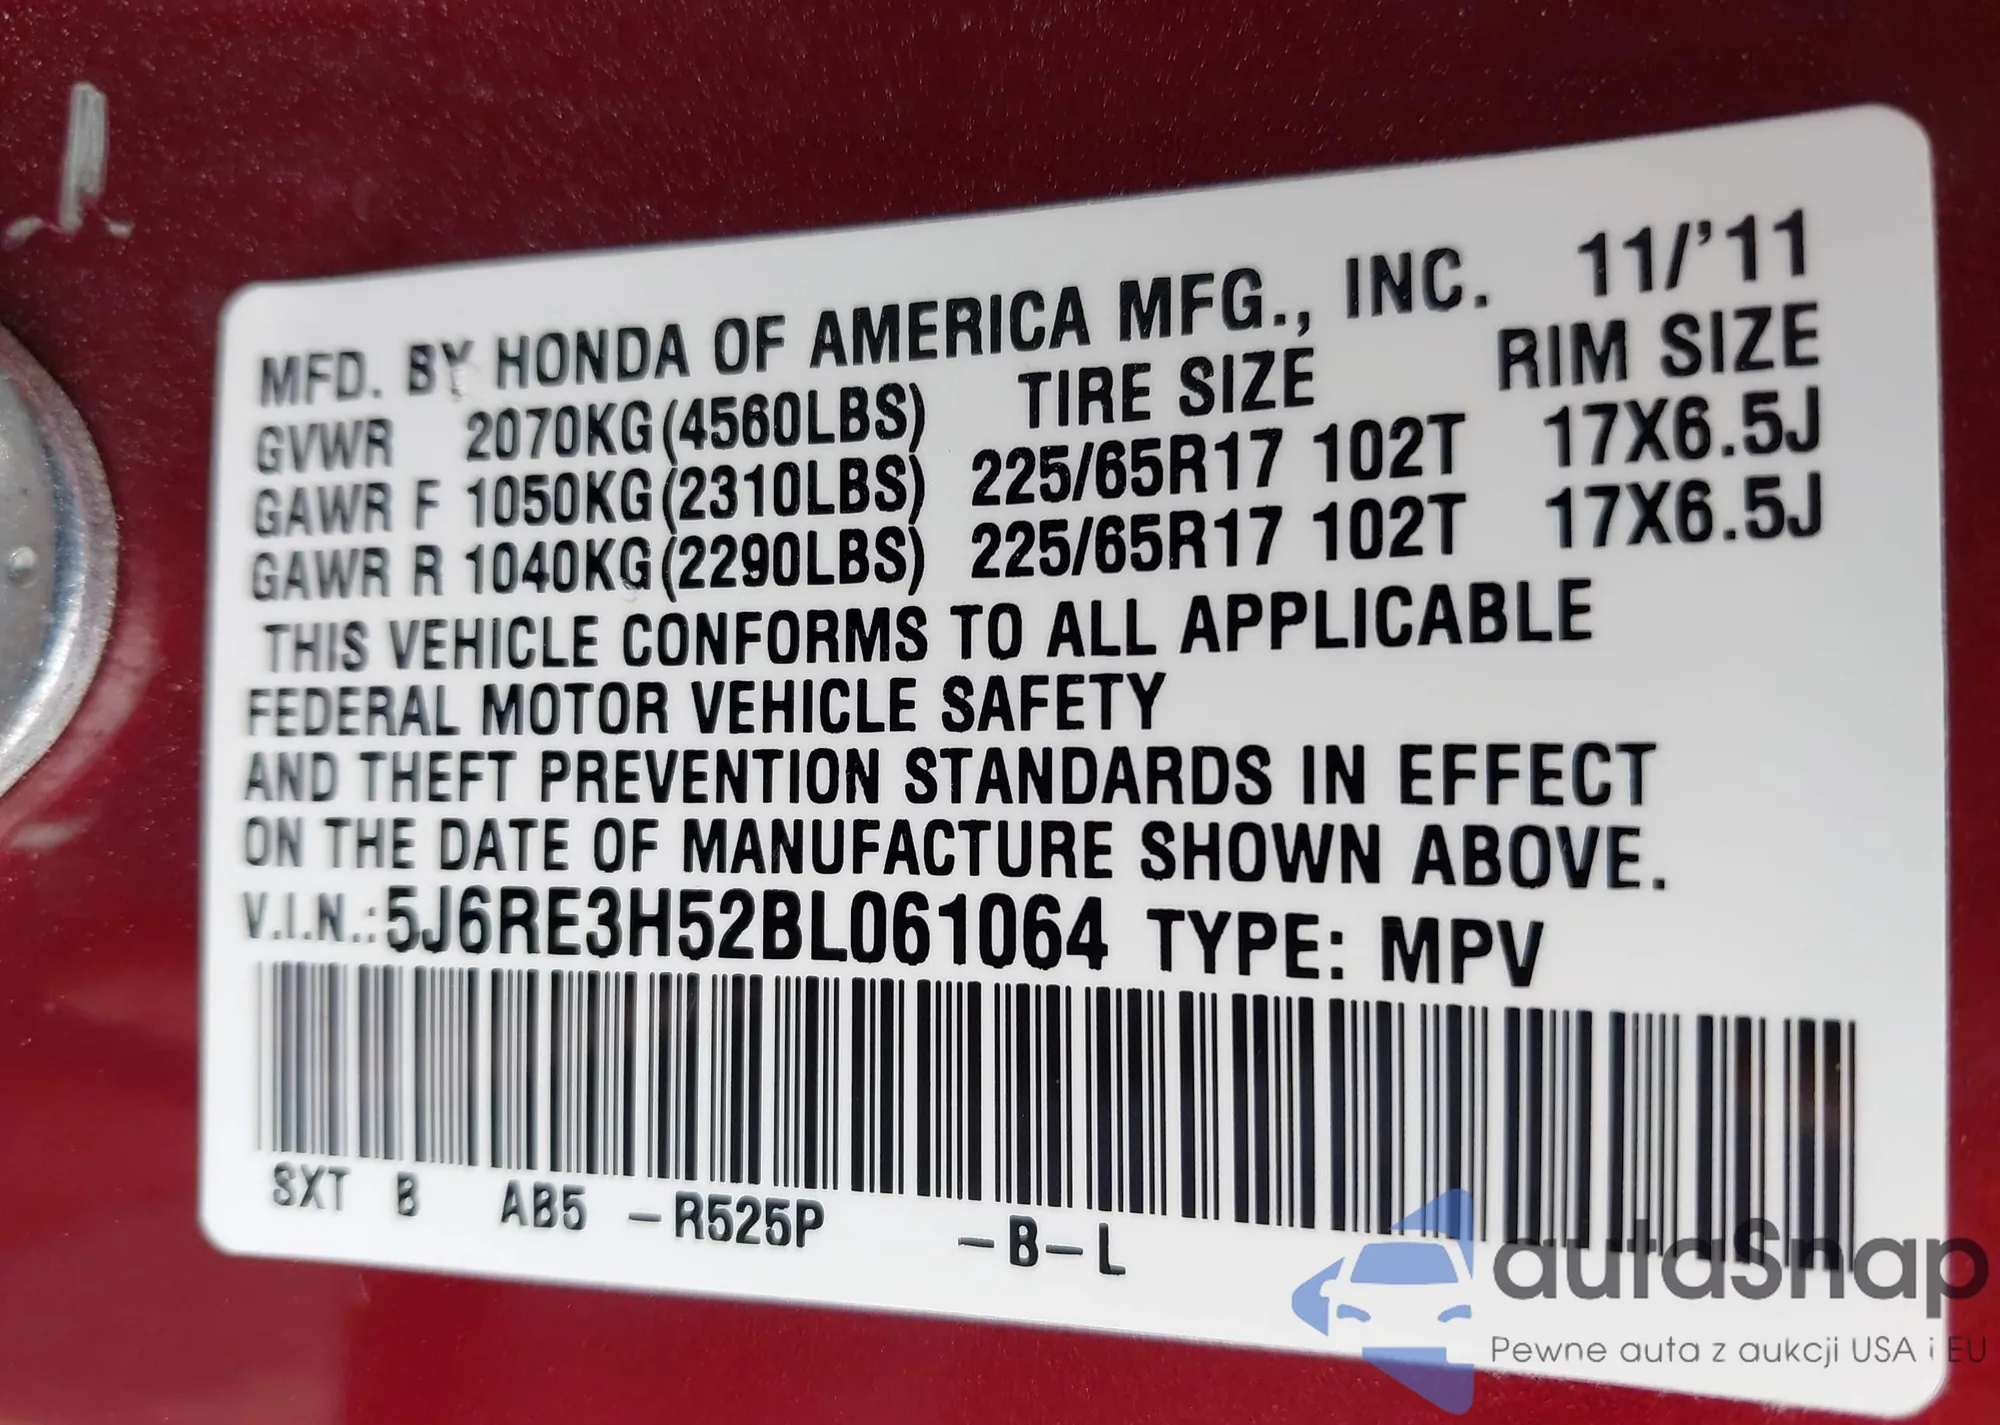 MFD. BY HONDA OF AMERICA MFG., INC. 11/'11
GVWR 2070KG(4560LBS) TIRE SIZE RIM SIZE
GAWR F 1050KG(2310LBS) 225/65R17 102T 17X6.5J
GAWR R 1040KG(2290LBS) 225/65R17 102T 17X6.5J
THIS VEHICLE CONFORMS TO ALL APPLICABLE
FEDERAL MOTOR VEHICLE SAFETY
AND THEFT PREVENTION STANDARDS IN EFFECT
ON THE DATE OF MANUFACTURE SHOWN ABOVE.
V.I.N.:5J6RE3H52BL061064 TYPE: MPV
SXT B AB5 –R525P –B–L
autaSnap
Pewne auta z aukcji USA i EU